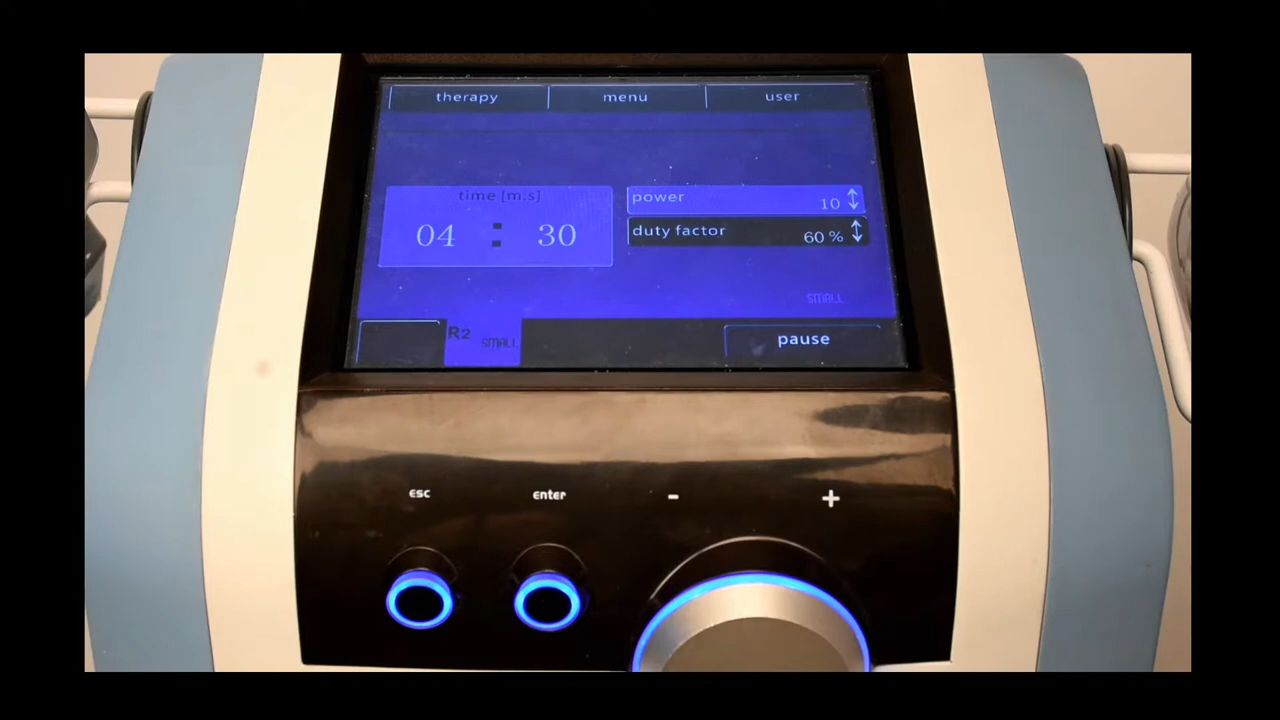 therapy menu user
time [m:s]
04 : 30
power 10
duty factor 60 %
SMALL
R2 SMALL
pause
esc enter - +